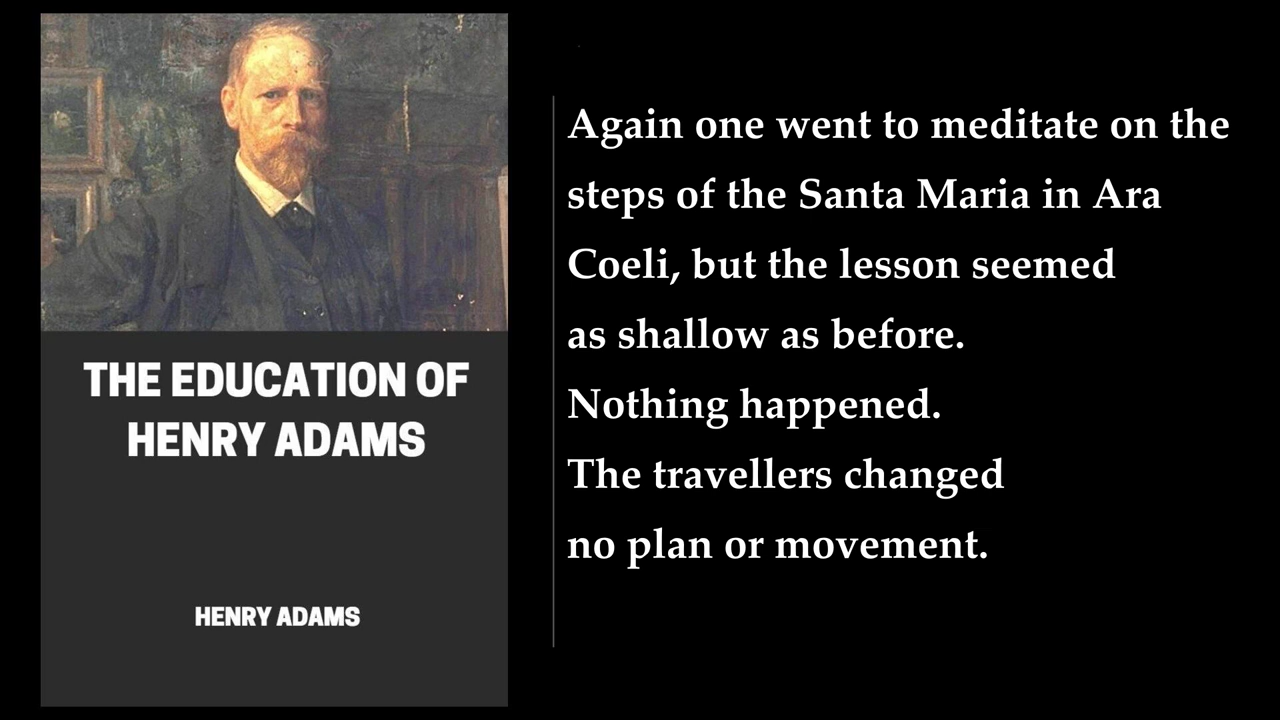 THE EDUCATION OF
HENRY ADAMS
HENRY ADAMS
Again one went to meditate on the
steps of the Santa Maria in Ara
Coeli, but the lesson seemed
as shallow as before.
Nothing happened.
The travellers changed
no plan or movement.